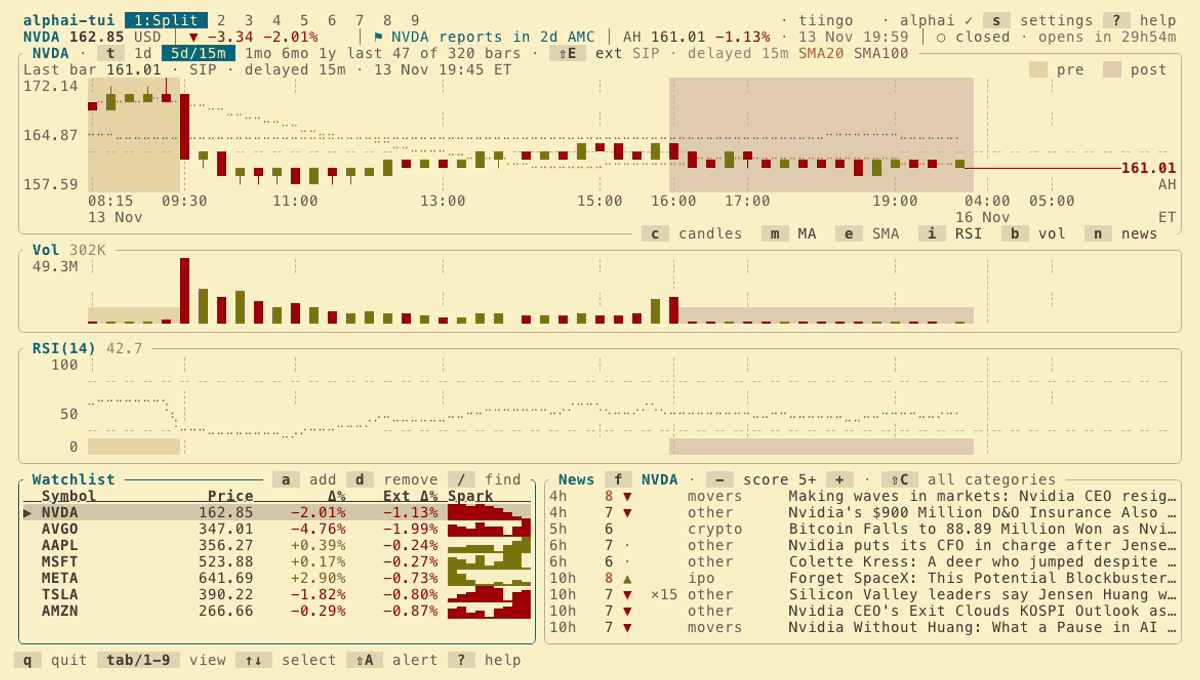 alphai-tui 1:Split 2 3 4 5 6 7 8 9 · tiingo · alphai ✓ s settings ? help
NVDA 162.85 USD │ ▼ -3.34 -2.01% │ ⚑ NVDA reports in 2d AMC │ AH 161.01 -1.13% · 13 Nov 19:59 │ ○ closed · opens in 29h54m
NVDA · t 1d 5d/15m 1mo 6mo 1y last 47 of 320 bars · ⇧E ext SIP · delayed 15m SMA20 SMA100
Last bar 161.01 · SIP · delayed 15m · 13 Nov 19:45 ET pre post
172.14
164.87
161.01
157.59 AH
08:15 09:30 11:00 13:00 15:00 16:00 17:00 19:00 04:00 05:00
13 Nov 16 Nov ET
c candles m MA e SMA i RSI b vol n news
Vol 302K
49.3M
RSI(14) 42.7
100
50
0
Watchlist a add d remove / find
Symbol Price Δ% Ext Δ% Spark
▶ NVDA 162.85 -2.01% -1.13%
AVGO 347.01 -4.76% -1.99%
AAPL 356.27 +0.39% -0.24%
MSFT 523.88 +0.17% -0.27%
META 641.69 +2.90% -0.73%
TSLA 390.22 -1.82% -0.80%
AMZN 266.66 -0.29% -0.87%
News f NVDA · − score 5+ + · ⇧C all categories
4h 8 ▼ movers Making waves in markets: Nvidia CEO resig…
4h 7 ▼ other Nvidia's $900 Million D&O Insurance Also …
5h 6 crypto Bitcoin Falls to 88.89 Million Won as Nvi…
6h 7 · other Nvidia puts its CFO in charge after Jense…
6h 6 · other Colette Kress: A deer who jumped despite …
10h 8 ▲ ipo Forget SpaceX: This Potential Blockbuster…
10h 7 ▼ ×15 other Silicon Valley leaders say Jensen Huang w…
10h 7 ▼ other Nvidia CEO's Exit Clouds KOSPI Outlook as…
10h 7 ▼ movers Nvidia Without Huang: What a Pause in AI …
q quit tab/1-9 view ↑↓ select ⇧A alert ? help